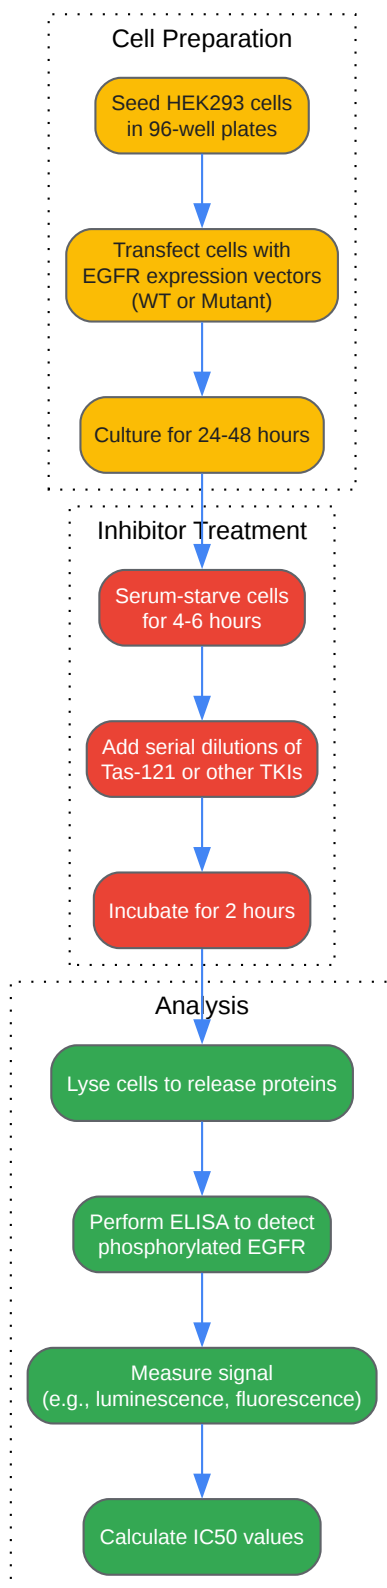 Cell Preparation
Seed HEK293 cells
in 96-well plates
Transfect cells with
EGFR expression vectors
(WT or Mutant)
Culture for 24-48 hours
Inhibitor Treatment
Serum-starve cells
for 4-6 hours
Add serial dilutions of
Tas-121 or other TKIs
Incubate for 2 hours
Analysis
Lyse cells to release proteins
Perform ELISA to detect
phosphorylated EGFR
Measure signal
(e.g., luminescence, fluorescence)
Calculate IC50 values